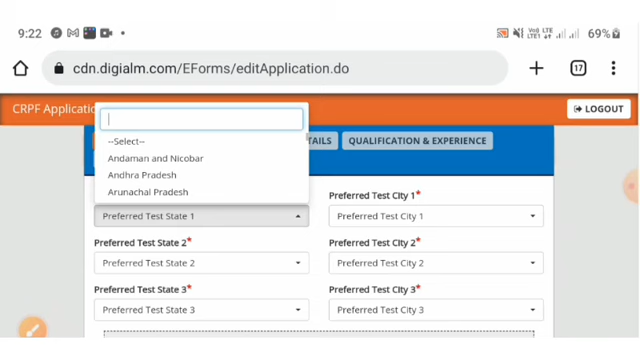 9:22 69%
Vo) LTE
LTE1
cdn.digialm.com/EForms/editApplication.do 17
CRPF Applicatio LOGOUT
TAILS QUALIFICATION & EXPERIENCE
--Select--
Andaman and Nicobar
Andhra Pradesh
Arunachal Pradesh
Preferred Test City 1*
Preferred Test State 1 Preferred Test City 1
Preferred Test State 2* Preferred Test City 2*
Preferred Test State 2 Preferred Test City 2
Preferred Test State 3* Preferred Test City 3*
Preferred Test State 3 Preferred Test City 3